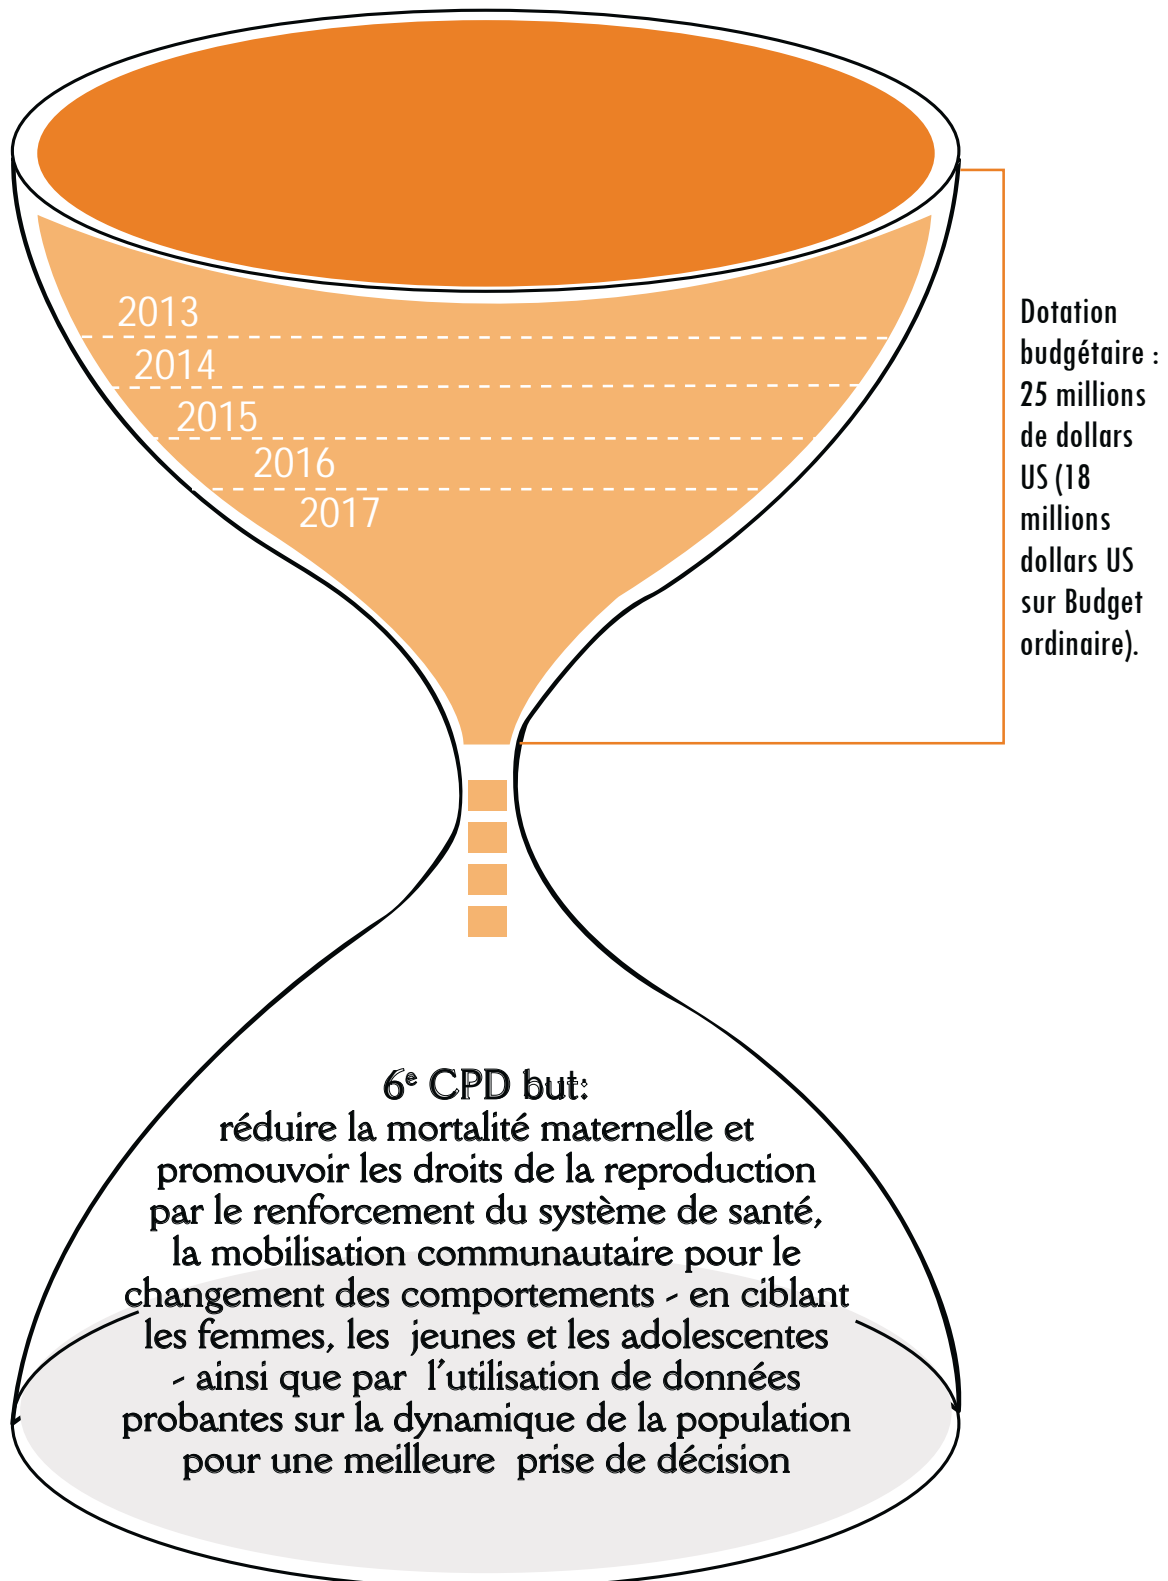 2013
2014
2015
2016
2017
Dotation
budgétaire :
25 millions
de dollars
US (18
millions
dollars US
sur Budget
ordinaire).
6e CPD but:
réduire la mortalité maternelle et
promouvoir les droits de la reproduction
par le renforcement du système de santé,
la mobilisation communautaire pour le
changement des comportements - en ciblant
les femmes, les jeunes et les adolescentes
- ainsi que par l'utilisation de données
probantes sur la dynamique de la population
pour une meilleure prise de décision